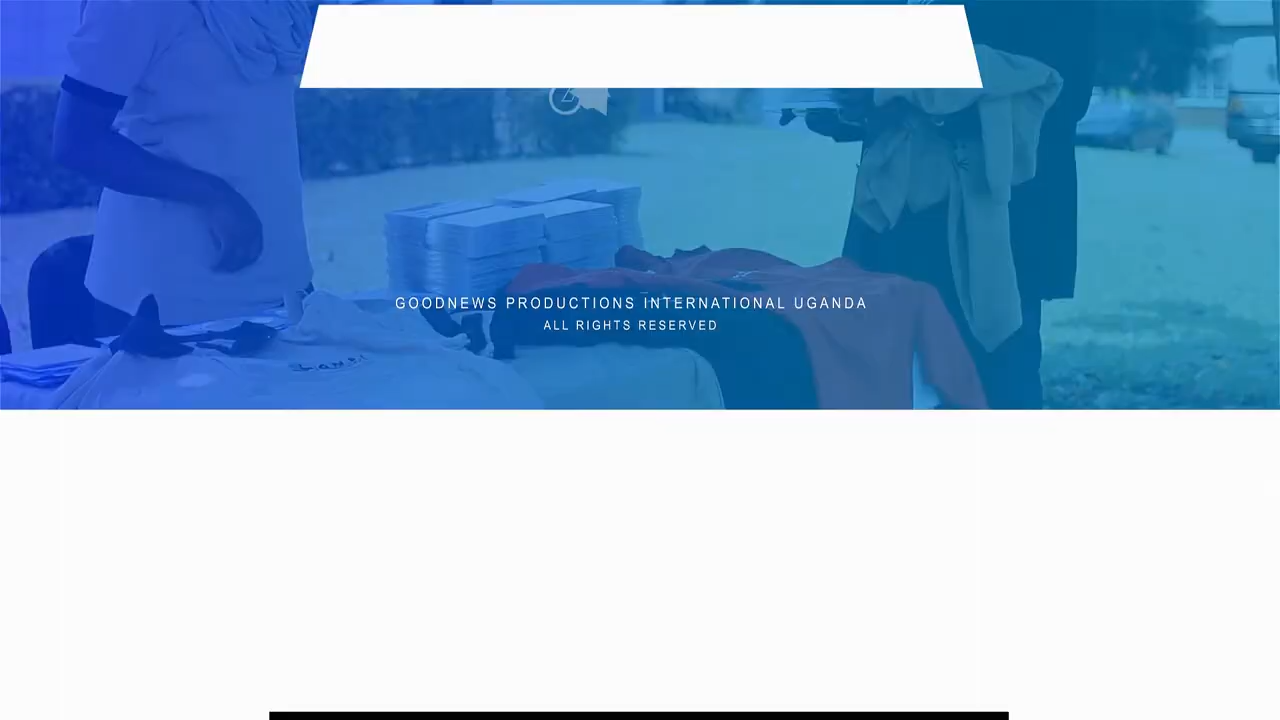 GOODNEWS PRODUCTIONS INTERNATIONAL UGANDA
ALL RIGHTS RESERVED